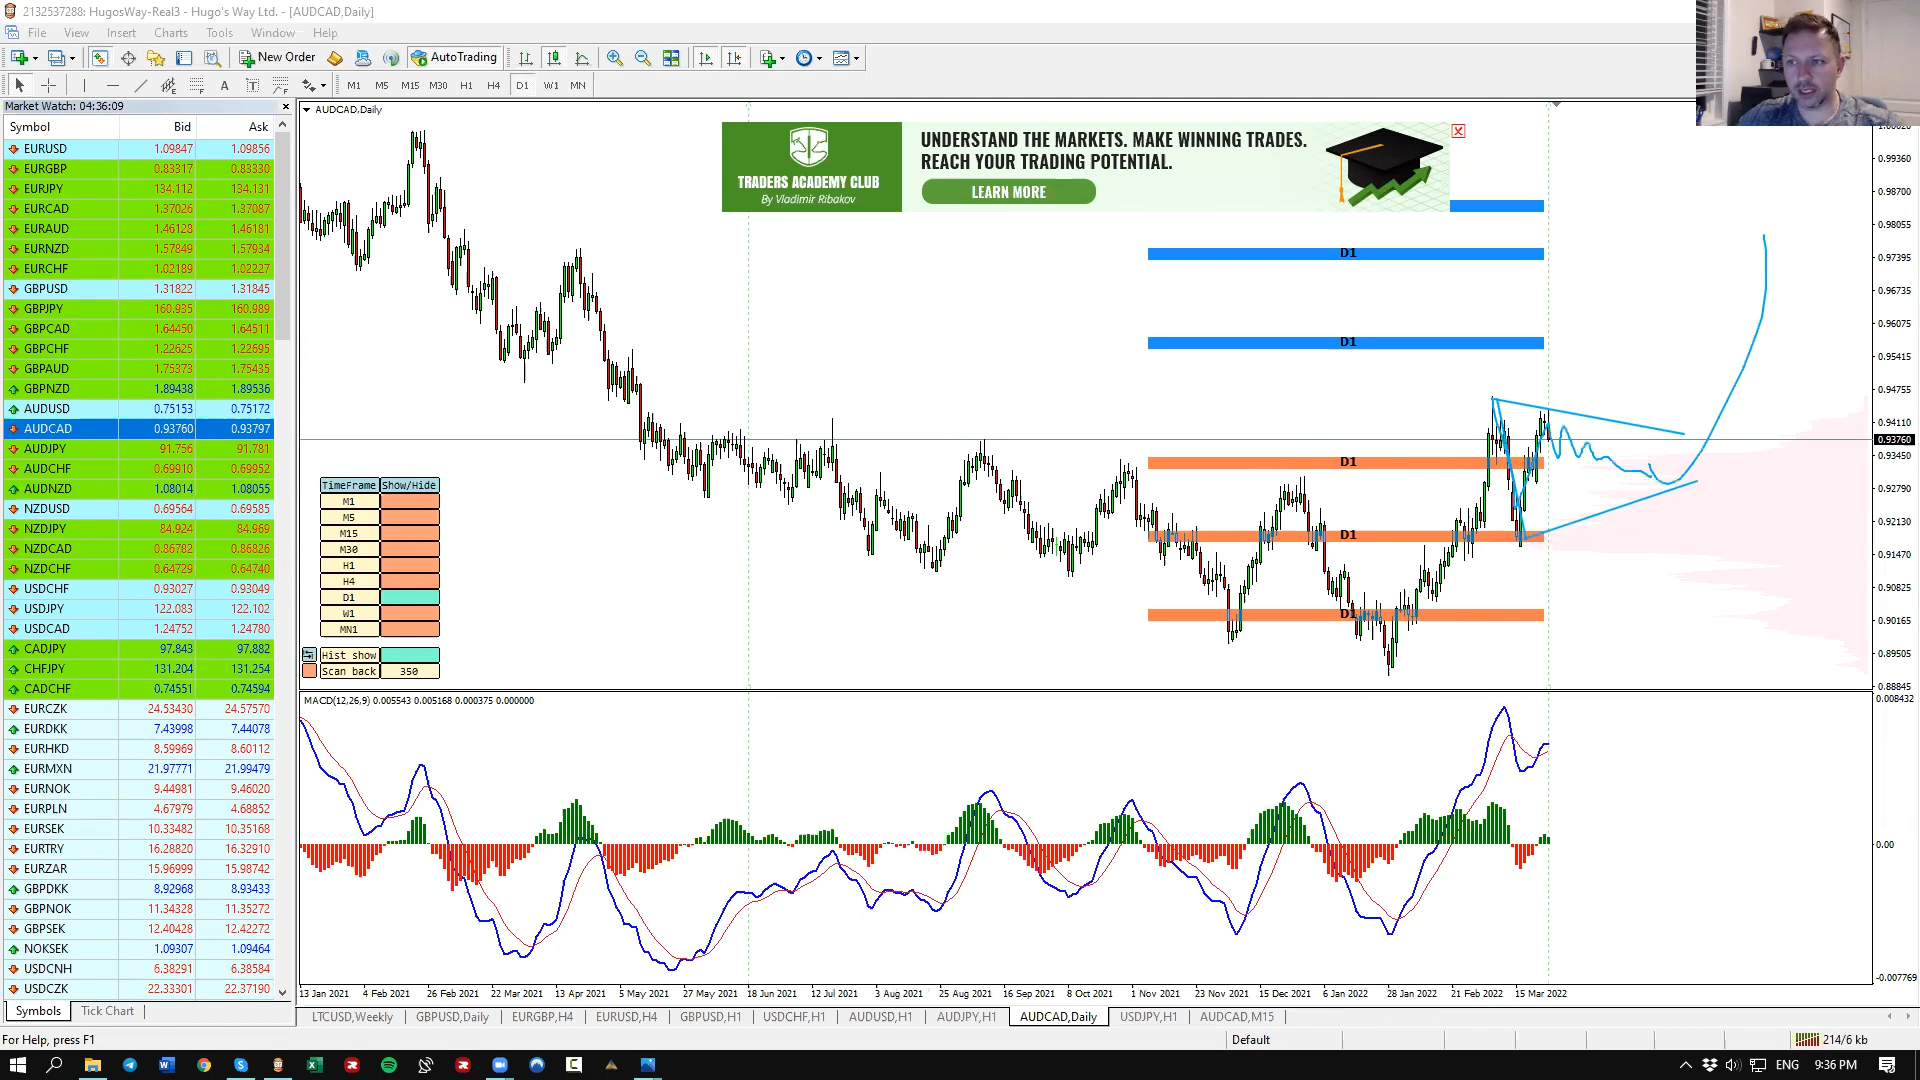 2132537288: HugosWay-Real3 - Hugo's Way Ltd. - [AUDCAD,Daily]
File View Insert Charts Tools Window Help
New Order AutoTrading
A T M1 M5 M15 M30 H1 H4 D1 W1 MN
Market Watch: 04:36:09
Symbol Bid Ask
EURUSD 1.09847 1.09856
EURGBP 0.83317 0.83330
EURJPY 134.112 134.131
EURCAD 1.37026 1.37087
EURAUD 1.46128 1.46181
EURNZD 1.57849 1.57934
EURCHF 1.02189 1.02227
GBPUSD 1.31822 1.31845
GBPJPY 160.935 160.989
GBPCAD 1.64450 1.64511
GBPCHF 1.22625 1.22695
GBPAUD 1.75373 1.75435
GBPNZD 1.89438 1.89536
AUDUSD 0.75153 0.75172
AUDCAD 0.93760 0.93797
AUDJPY 91.756 91.781
AUDCHF 0.69910 0.69952
AUDNZD 1.08014 1.08055
NZDUSD 0.69564 0.69585
NZDJPY 84.924 84.969
NZDCAD 0.86782 0.86826
NZDCHF 0.64729 0.64740
USDCHF 0.93027 0.93049
USDJPY 122.083 122.102
USDCAD 1.24752 1.24780
CADJPY 97.843 97.882
CHFJPY 131.204 131.254
CADCHF 0.74551 0.74594
EURCZK 24.53430 24.57570
EURDKK 7.43998 7.44078
EURHKD 8.59969 8.60112
EURMXN 21.97771 21.99479
EURNOK 9.44981 9.46020
EURPLN 4.67979 4.68852
EURSEK 10.33482 10.35168
EURTRY 16.28820 16.32910
EURZAR 15.96999 15.98742
GBPDKK 8.92968 8.93433
GBPNOK 11.34328 11.35272
GBPSEK 12.40428 12.42272
NOKSEK 1.09307 1.09464
USDCNH 6.38291 6.38584
USDCZK 22.33301 22.37190
Symbols Tick Chart
AUDCAD,Daily
TRADERS ACADEMY CLUB
By Vladimir Ribakov
UNDERSTAND THE MARKETS. MAKE WINNING TRADES.
REACH YOUR TRADING POTENTIAL.
LEARN MORE
D1
D1
D1
D1
D1
TimeFrame Show/Hide
M1
M5
M15
M30
H1
H4
D1
W1
MN1
Hist show
Scan back 350
0.99360
0.98700
0.98055
0.97395
0.96735
0.96075
0.95415
0.94755
0.94110
0.93760
0.93450
0.92790
0.92130
0.91470
0.90825
0.90165
0.89505
0.88845
MACD(12,26,9) 0.005543 0.005168 0.000375 0.000000
0.008432
0.00
-0.007769
13 Jan 2021 4 Feb 2021 26 Feb 2021 22 Mar 2021 13 Apr 2021 5 May 2021 27 May 2021 18 Jun 2021 12 Jul 2021 3 Aug 2021 25 Aug 2021 16 Sep 2021 8 Oct 2021 1 Nov 2021 23 Nov 2021 15 Dec 2021 6 Jan 2022 28 Jan 2022 21 Feb 2022 15 Mar 2022
LTCUSD,Weekly GBPUSD,Daily EURGBP,H4 EURUSD,H4 GBPUSD,H1 USDCHF,H1 AUDUSD,H1 AUDJPY,H1 AUDCAD,Daily USDJPY,H1 AUDCAD,M15
For Help, press F1 Default 214/6 kb
ENG 9:36 PM